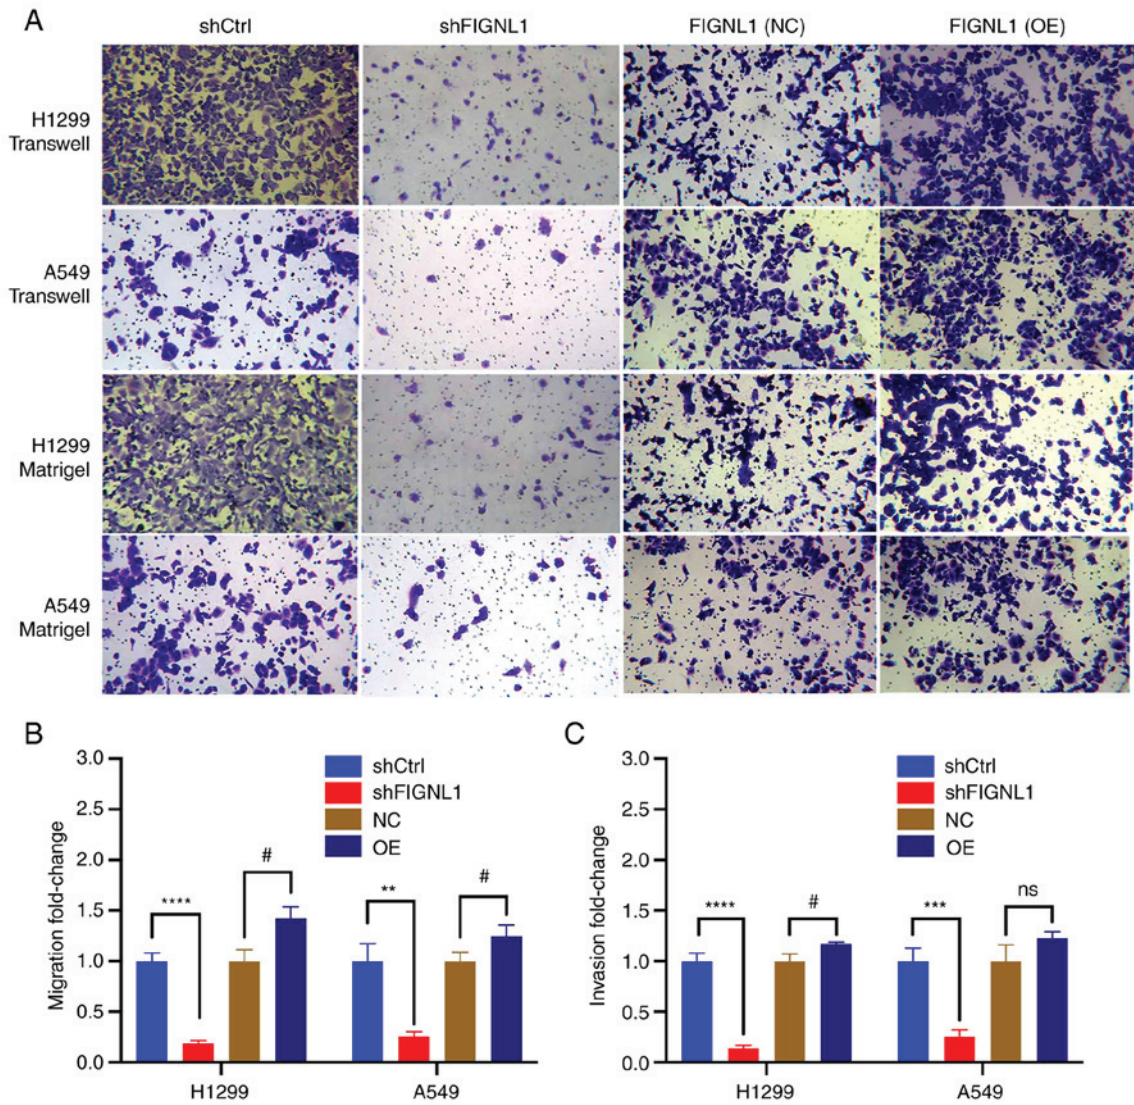 A
shCtrl shFIGNL1 FIGNL1 (NC) FIGNL1 (OE)
H1299
Transwell
A549
Transwell
H1299
Matrigel
A549
Matrigel
B
3.0
2.5
2.0
1.5
1.0
0.5
0.0
Migration fold-change
shCtrl
shFIGNL1
NC
OE
****
#
**
#
H1299 A549
C
3.0
2.5
2.0
1.5
1.0
0.5
0.0
Invasion fold-change
shCtrl
shFIGNL1
NC
OE
****
#
***
ns
H1299 A549